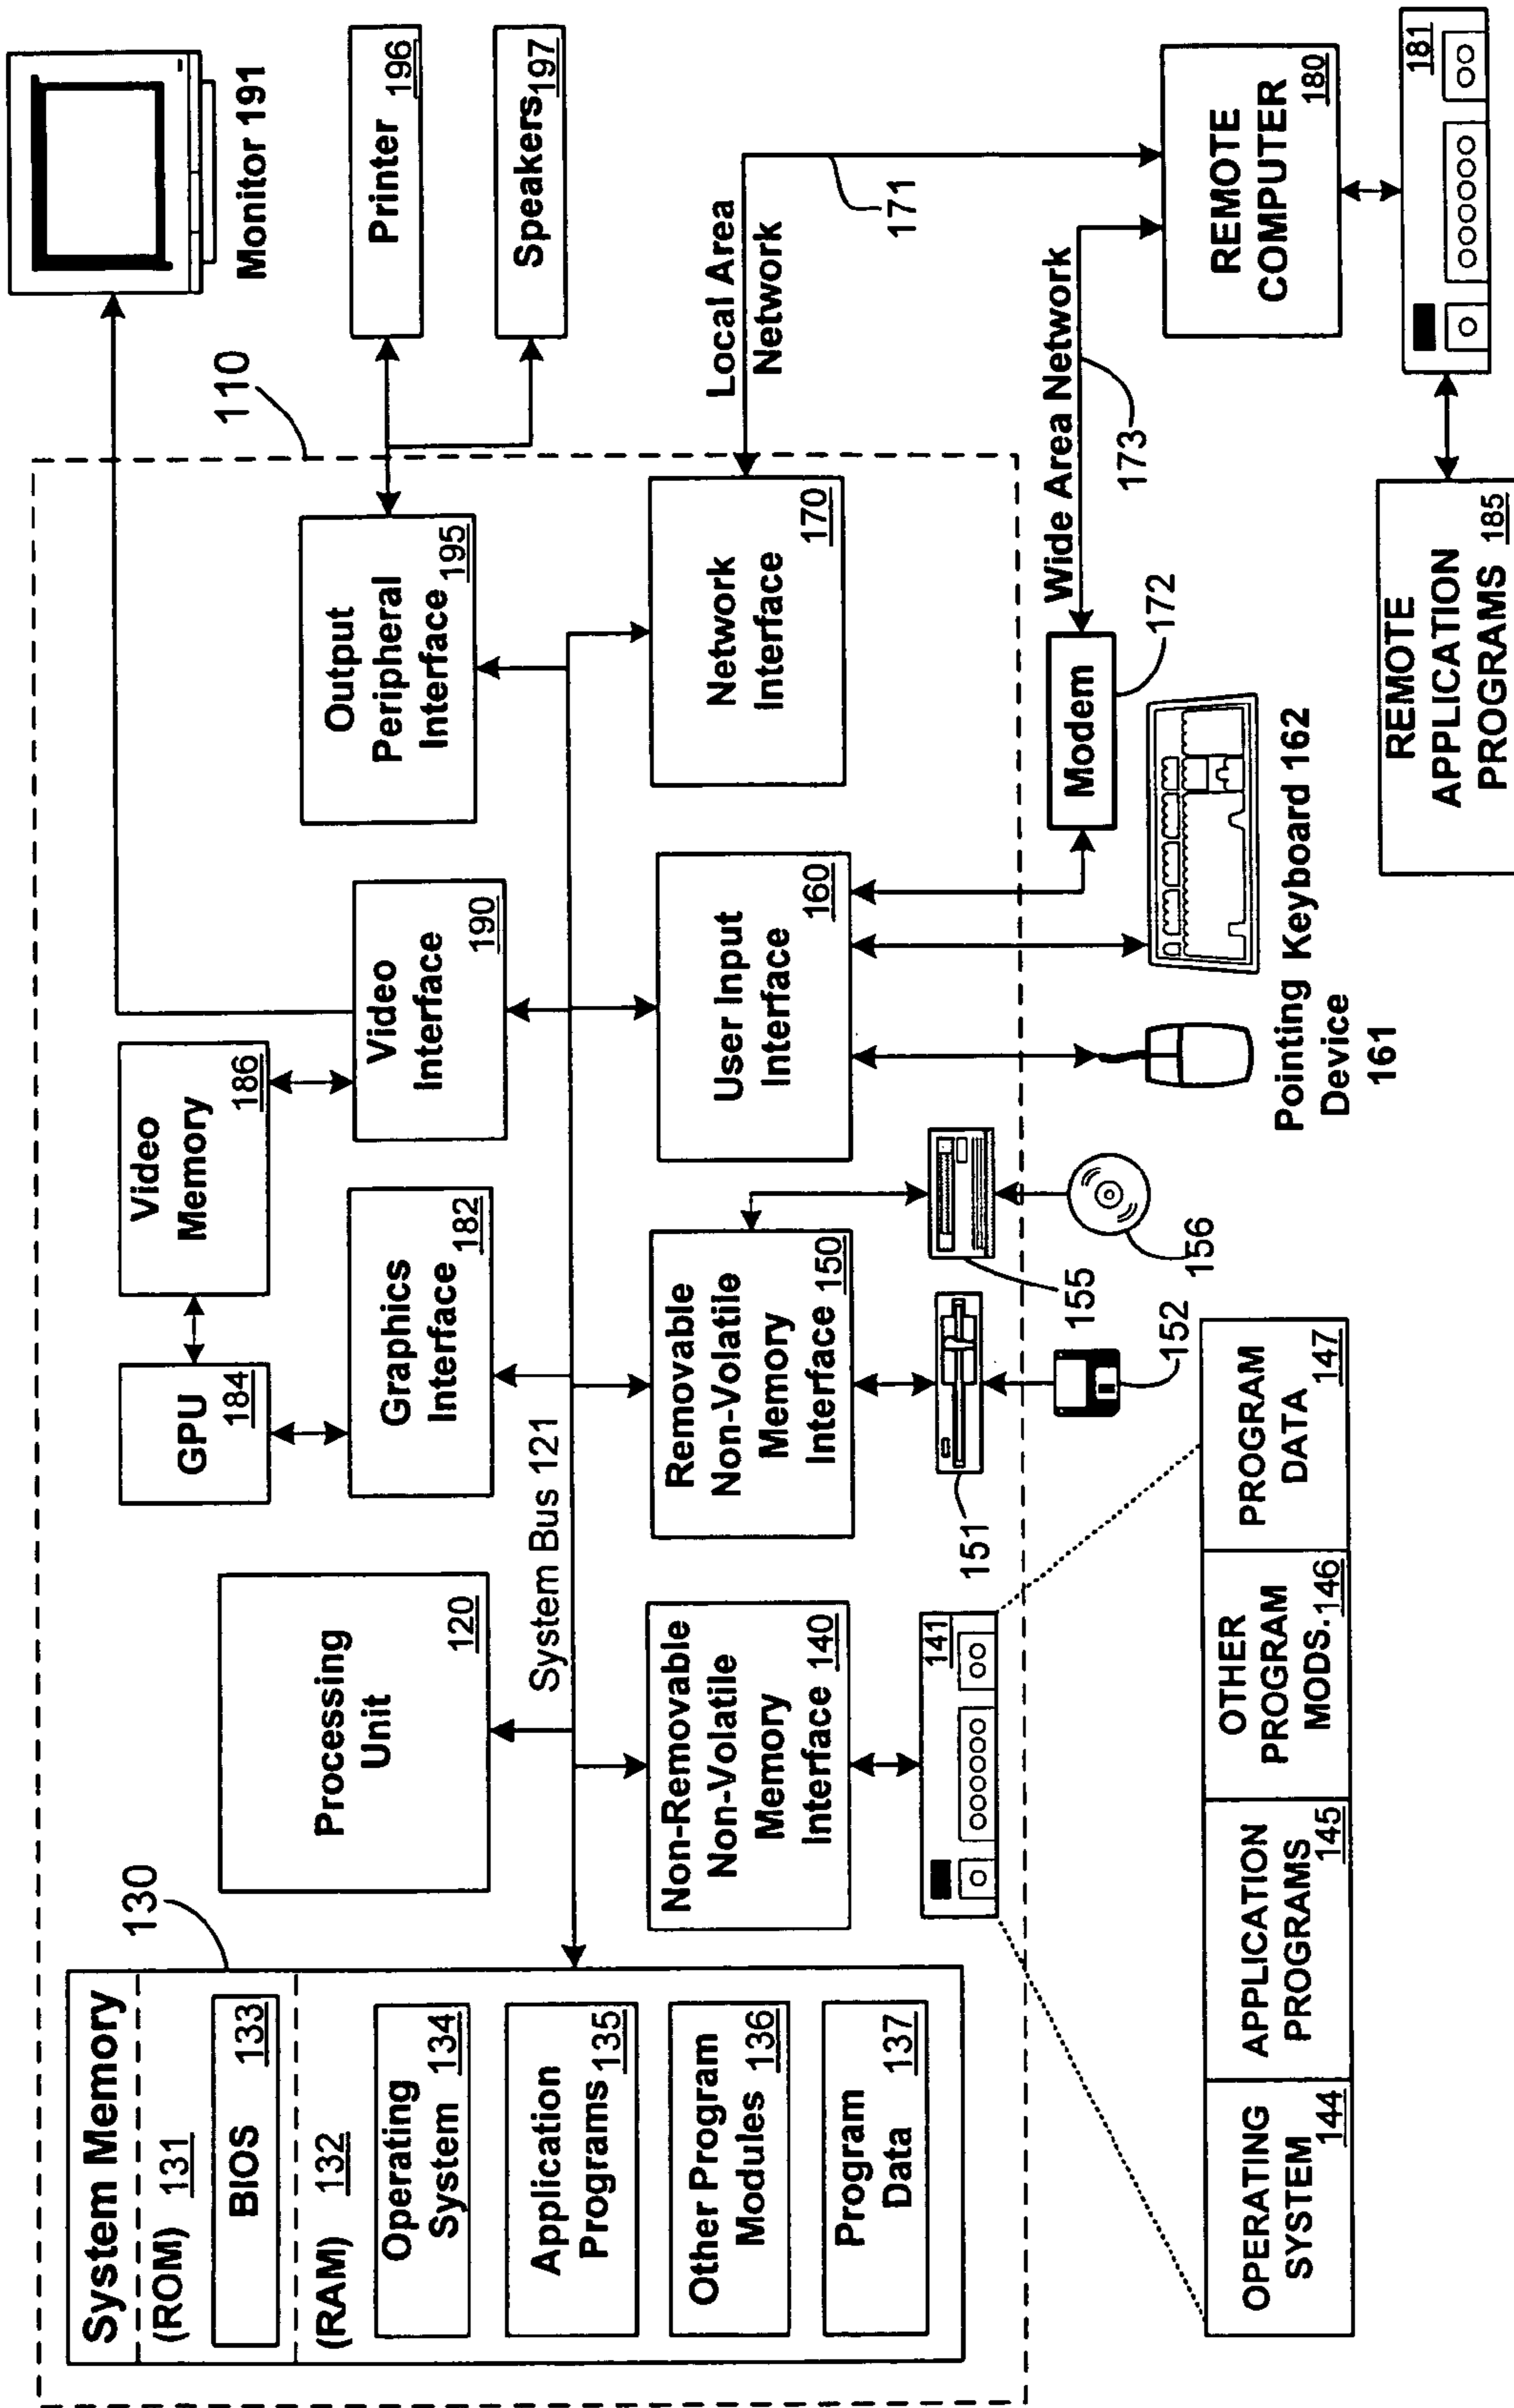 110
130
System Memory
(ROM) 131
BIOS 133
(RAM) 132
Operating
System 134
Application
Programs 135
Other Program
Modules 136
Program
Data 137
Processing
Unit
120
GPU
184
Video
Memory
186
Graphics
Interface
182
Video
Interface
190
Output
Peripheral
Interface 195
System Bus 121
Non-Removable
Non-Volatile
Memory
Interface 140
Removable
Non-Volatile
Memory
Interface 150
User Input
Interface
160
Network
Interface
170
141
151
152
155
156
Monitor 191
Printer
196
Speakers 197
Local Area
Network
171
Wide Area Network
173
Modem
172
Pointing
Device
161
Keyboard 162
REMOTE
COMPUTER
180
181
REMOTE
APPLICATION
PROGRAMS 185
OPERATING
SYSTEM
144
APPLICATION
PROGRAMS
145
OTHER
PROGRAM
MODS. 146
PROGRAM
DATA
147